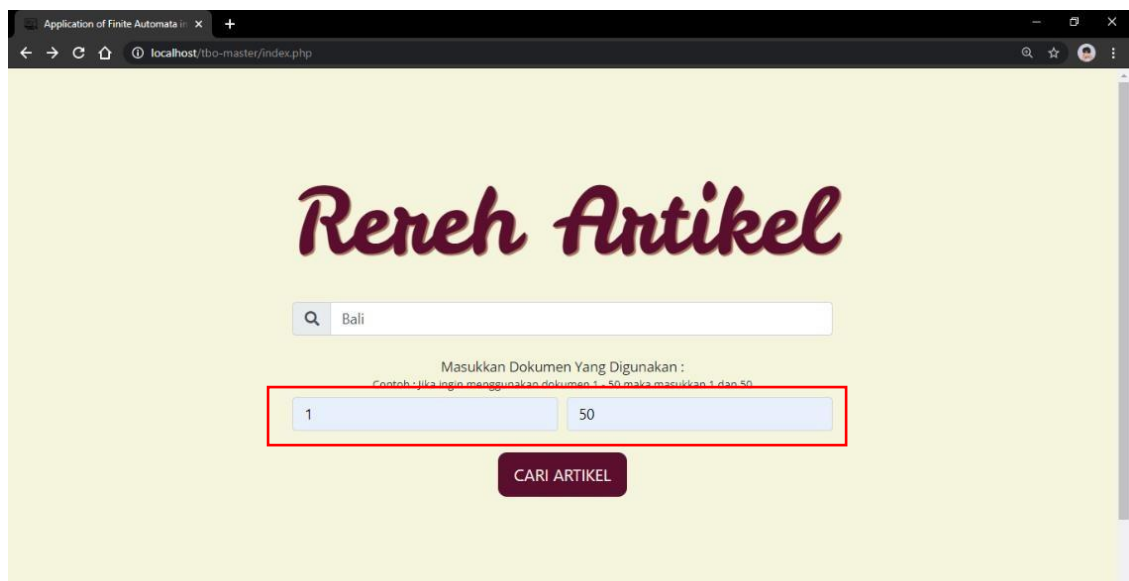 Application of Finite Automata in
localhost/tbo-master/index.php
Rereh Artikel
Bali
Masukkan Dokumen Yang Digunakan :
Contoh : Jika ingin menggunakan dokumen 1 - 50 maka masukkan 1 dan 50
1 50
CARI ARTIKEL